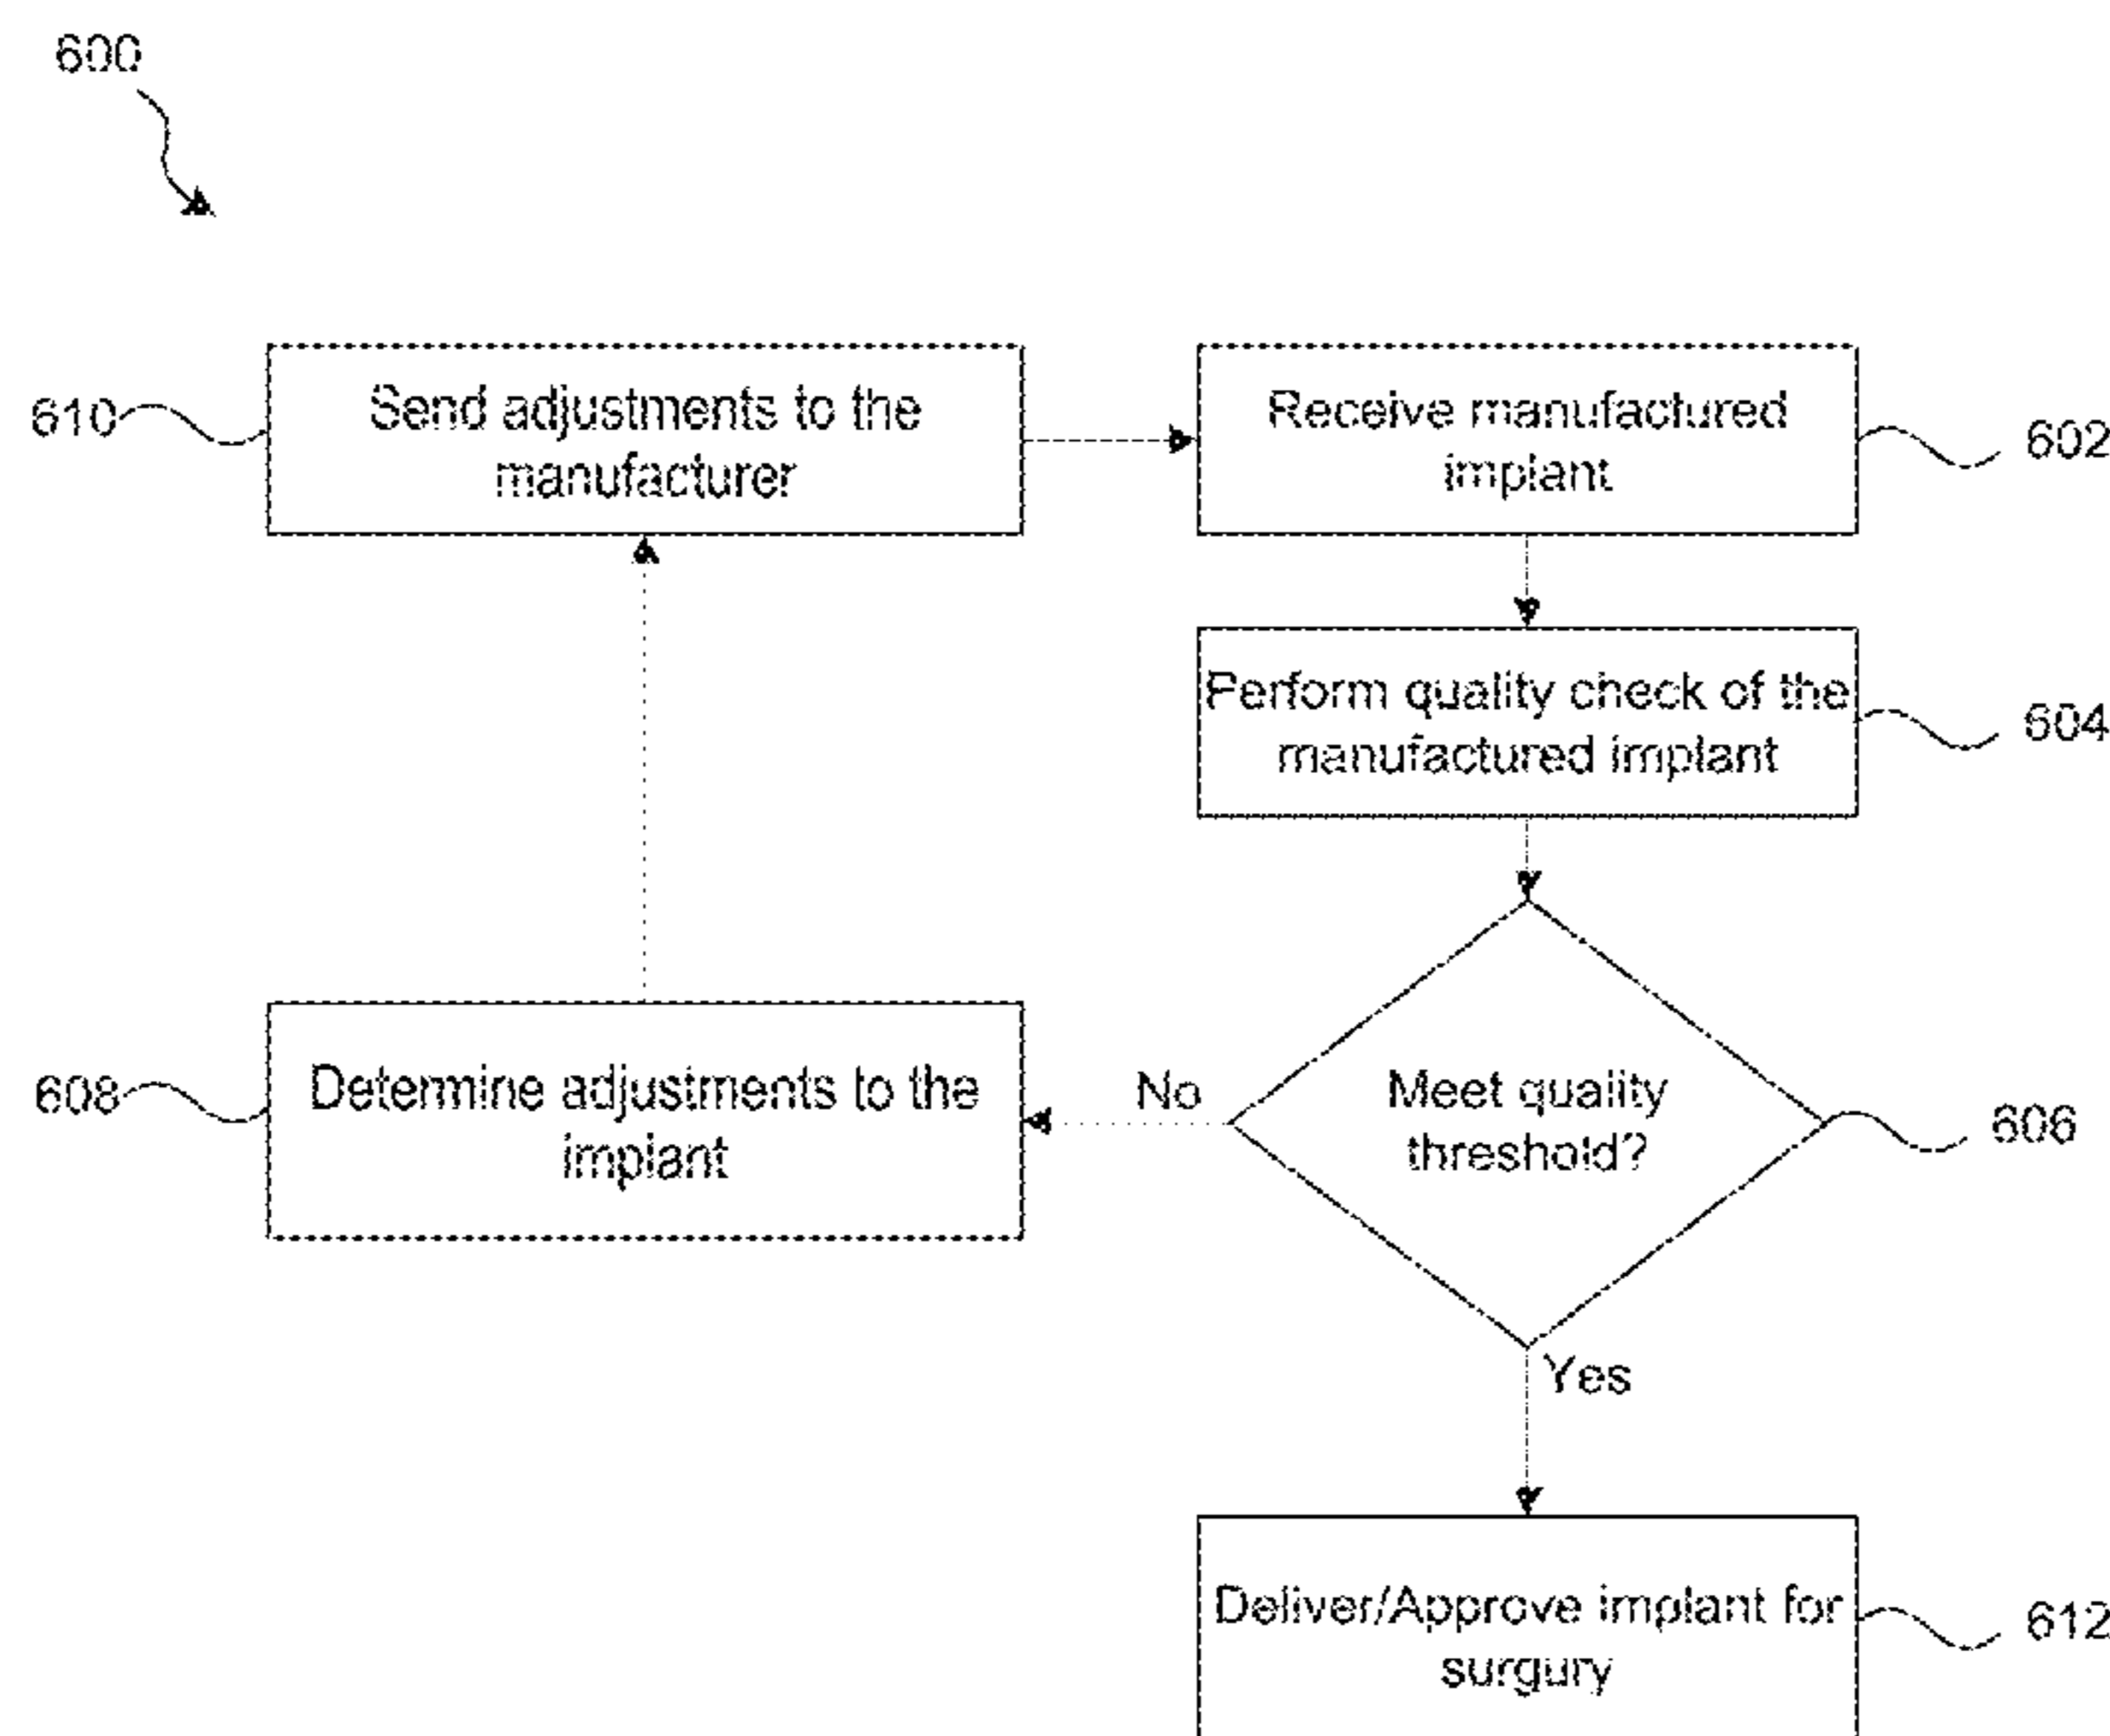 600
610
Send adjustments to the
manufacturer
Receive manufactured
implant
602
Perform quality check of the
manufactured implant
604
608
Determine adjustments to the
implant
No
Meet quality
threshold?
606
Yes
Deliver/Approve implant for
surgury
612